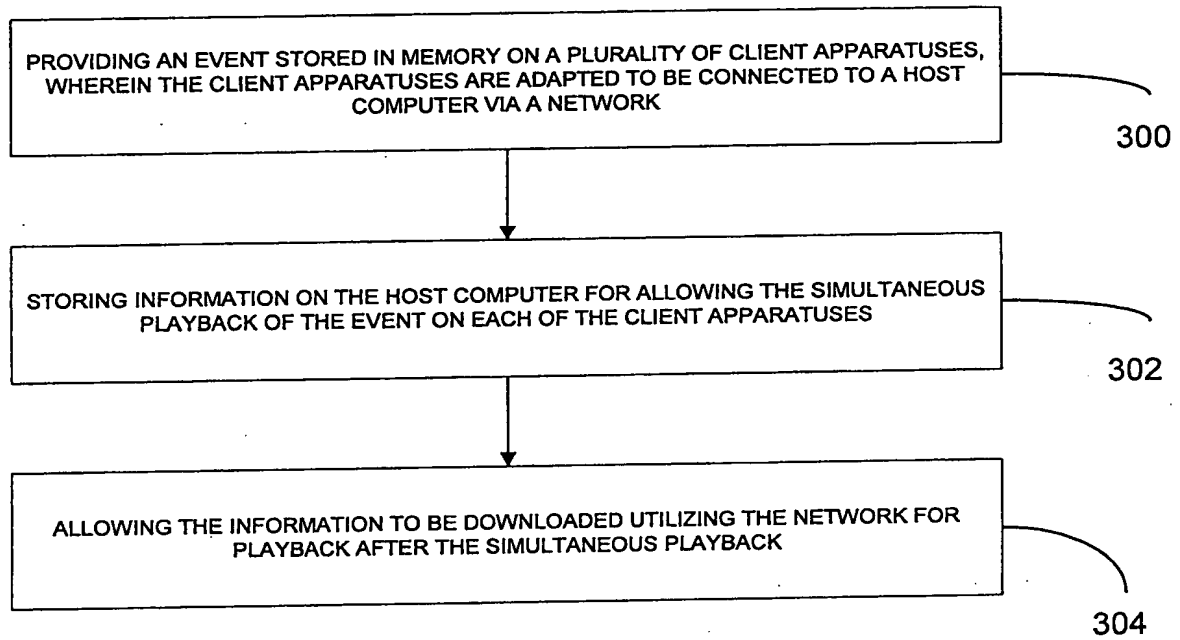 PROVIDING AN EVENT STORED IN MEMORY ON A PLURALITY OF CLIENT APPARATUSES,
WHEREIN THE CLIENT APPARATUSES ARE ADAPTED TO BE CONNECTED TO A HOST
COMPUTER VIA A NETWORK
300
STORING INFORMATION ON THE HOST COMPUTER FOR ALLOWING THE SIMULTANEOUS
PLAYBACK OF THE EVENT ON EACH OF THE CLIENT APPARATUSES
302
ALLOWING THE INFORMATION TO BE DOWNLOADED UTILIZING THE NETWORK FOR
PLAYBACK AFTER THE SIMULTANEOUS PLAYBACK
304